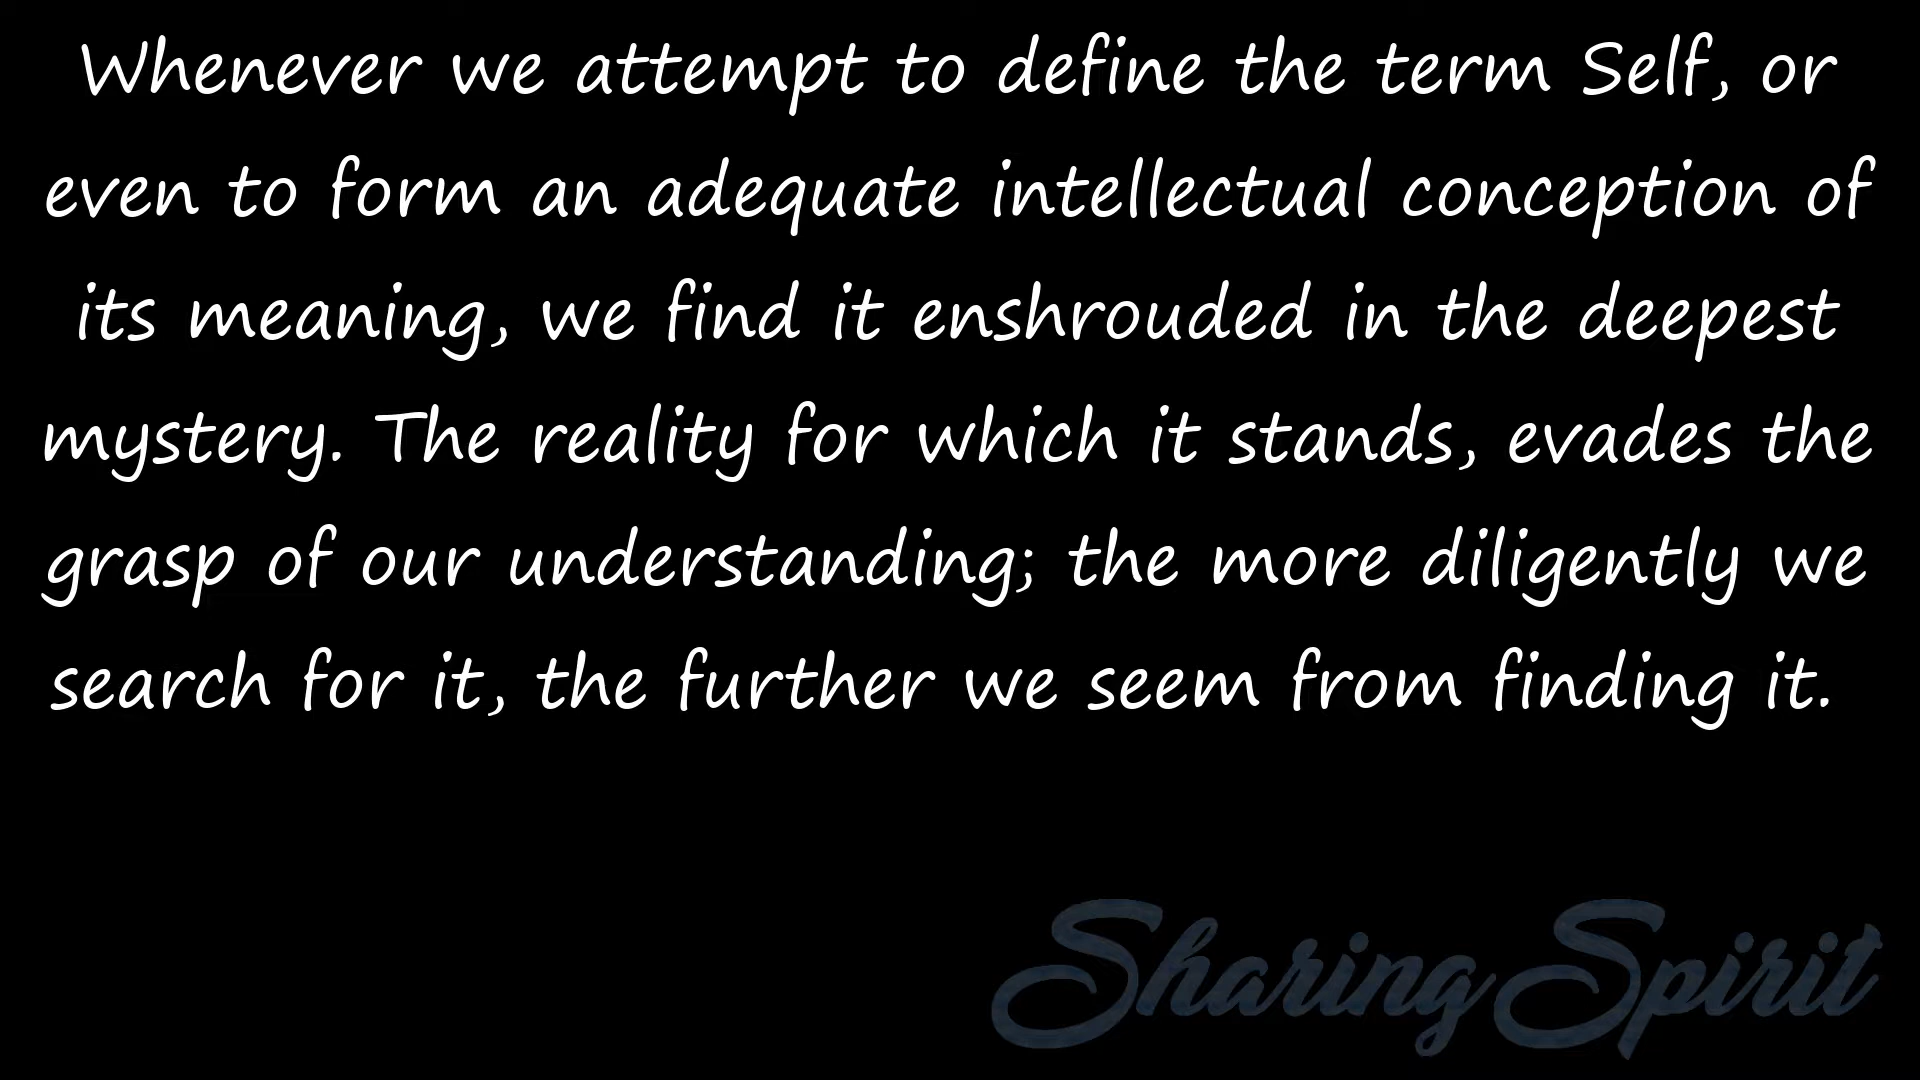 Whenever we attempt to define the term Self, or
even to form an adequate intellectual conception of
its meaning, we find it enshrouded in the deepest
mystery. The reality for which it stands, evades the
grasp of our understanding; the more diligently we
search for it, the further we seem from finding it.
Sharing Spirit